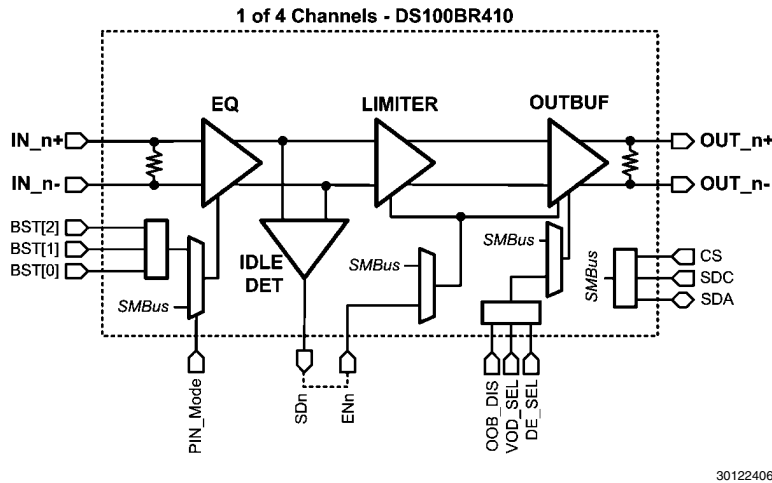 1 of 4 Channels - DS100BR410
EQ
LIMITER
OUTBUF
IN_n+
OUT_n+
IN_n-
OUT_n-
BST[2]
BST[1]
BST[0]
SMBus
IDLE
DET
SMBus
SMBus
SMBus
CS
SDC
SDA
PIN_Mode
SDn
ENn
OOB_DIS
VOD_SEL
DE_SEL
30122406